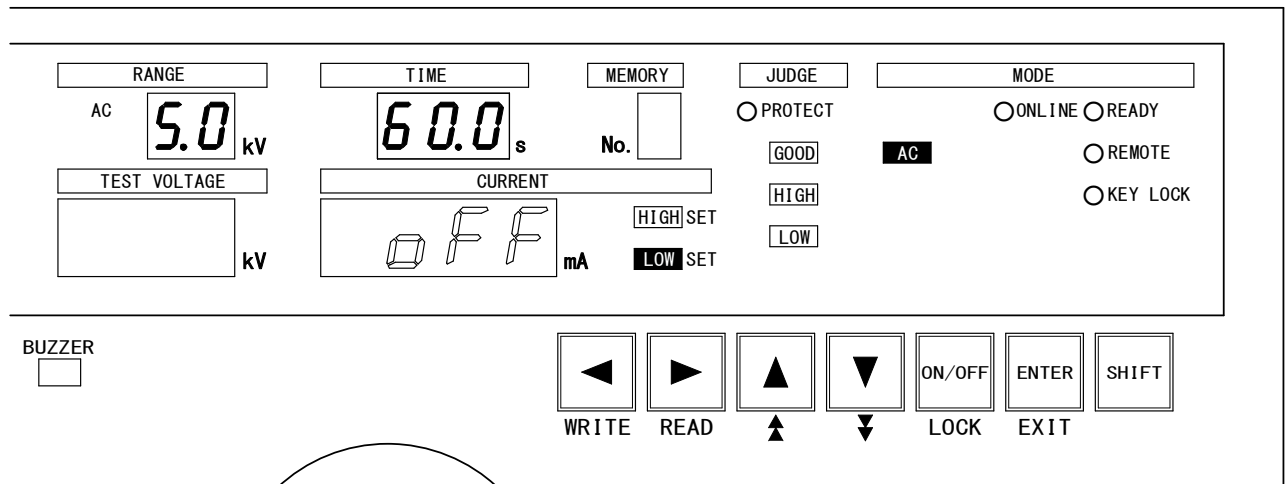 RANGE TIME MEMORY JUDGE MODE
AC 5.0 kV 60.0 s No. PROTECT ONLINE READY
GOOD AC REMOTE
TEST VOLTAGE CURRENT HIGH KEY LOCK
kV oFF mA HIGH SET LOW
LOW SET
BUZZER
ON/OFF ENTER SHIFT
WRITE READ LOCK EXIT